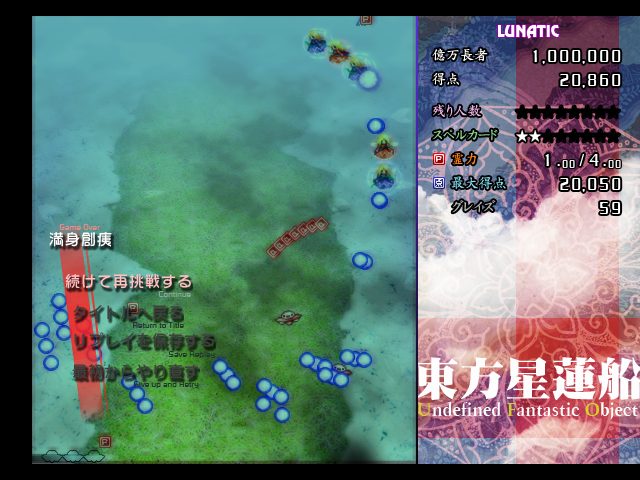 LUNATIC
億万長者 1,000,000
得点 20,860
残り人数
スペルカード
P 霊力 1.00/4.00
点 最大得点 20,050
グレイズ 59
Game Over
満身創痍
続けて再挑戦する
Continue
タイトルへ戻る
Return to Title
リプレイを保存する
Save Replay
最初からやり直す
Give up and Retry
東方星蓮船
Undefined Fantastic Object